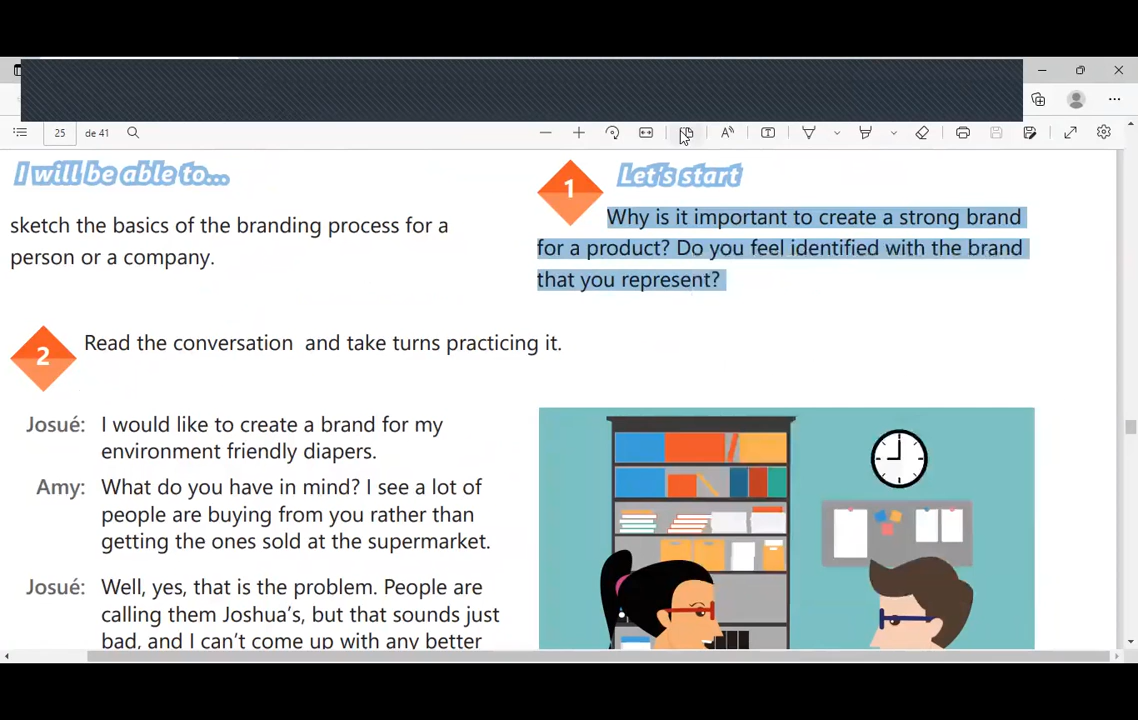 25 de 41
I will be able to...
sketch the basics of the branding process for a
person or a company.
1 Let's start
Why is it important to create a strong brand
for a product? Do you feel identified with the brand
that you represent?
2 Read the conversation and take turns practicing it.
Josué: I would like to create a brand for my
environment friendly diapers.
Amy: What do you have in mind? I see a lot of
people are buying from you rather than
getting the ones sold at the supermarket.
Josué: Well, yes, that is the problem. People are
calling them Joshua's, but that sounds just
bad, and I can't come up with any better